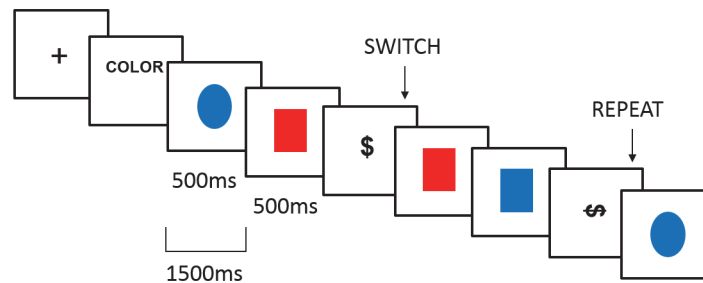 +
COLOR
SWITCH
$
REPEAT
$
500ms
500ms
1500ms